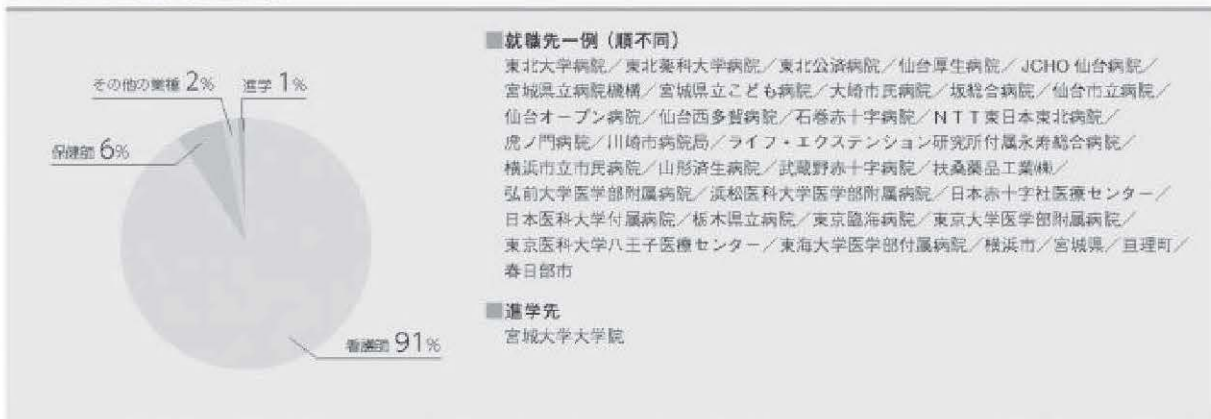 その他の業種 2%
進学 1%
保健師 6%
看護師 91%
■就職先一例（順不同）
東北大学病院／東北薬科大学病院／東北公済病院／仙台厚生病院／JCHO 仙台病院／
宮城県立病院機構／宮城県立こども病院／大崎市民病院／坂総合病院／仙台市立病院／
仙台オープン病院／仙台西多賀病院／石巻赤十字病院／ＮＴＴ東日本東北病院／
虎ノ門病院／川崎市病院局／ライフ・エクステンション研究所付属永寿総合病院／
横浜市立市民病院／山形済生病院／武蔵野赤十字病院／扶桑薬品工業㈱／
弘前大学医学部附属病院／浜松医科大学医学部附属病院／日本赤十字社医療センター／
日本医科大学付属病院／栃木県立病院／東京臨海病院／東京大学医学部附属病院／
東京医科大学八王子医療センター／東海大学医学部付属病院／横浜市／宮城県／亘理町／
春日部市
■進学先
宮城大学大学院